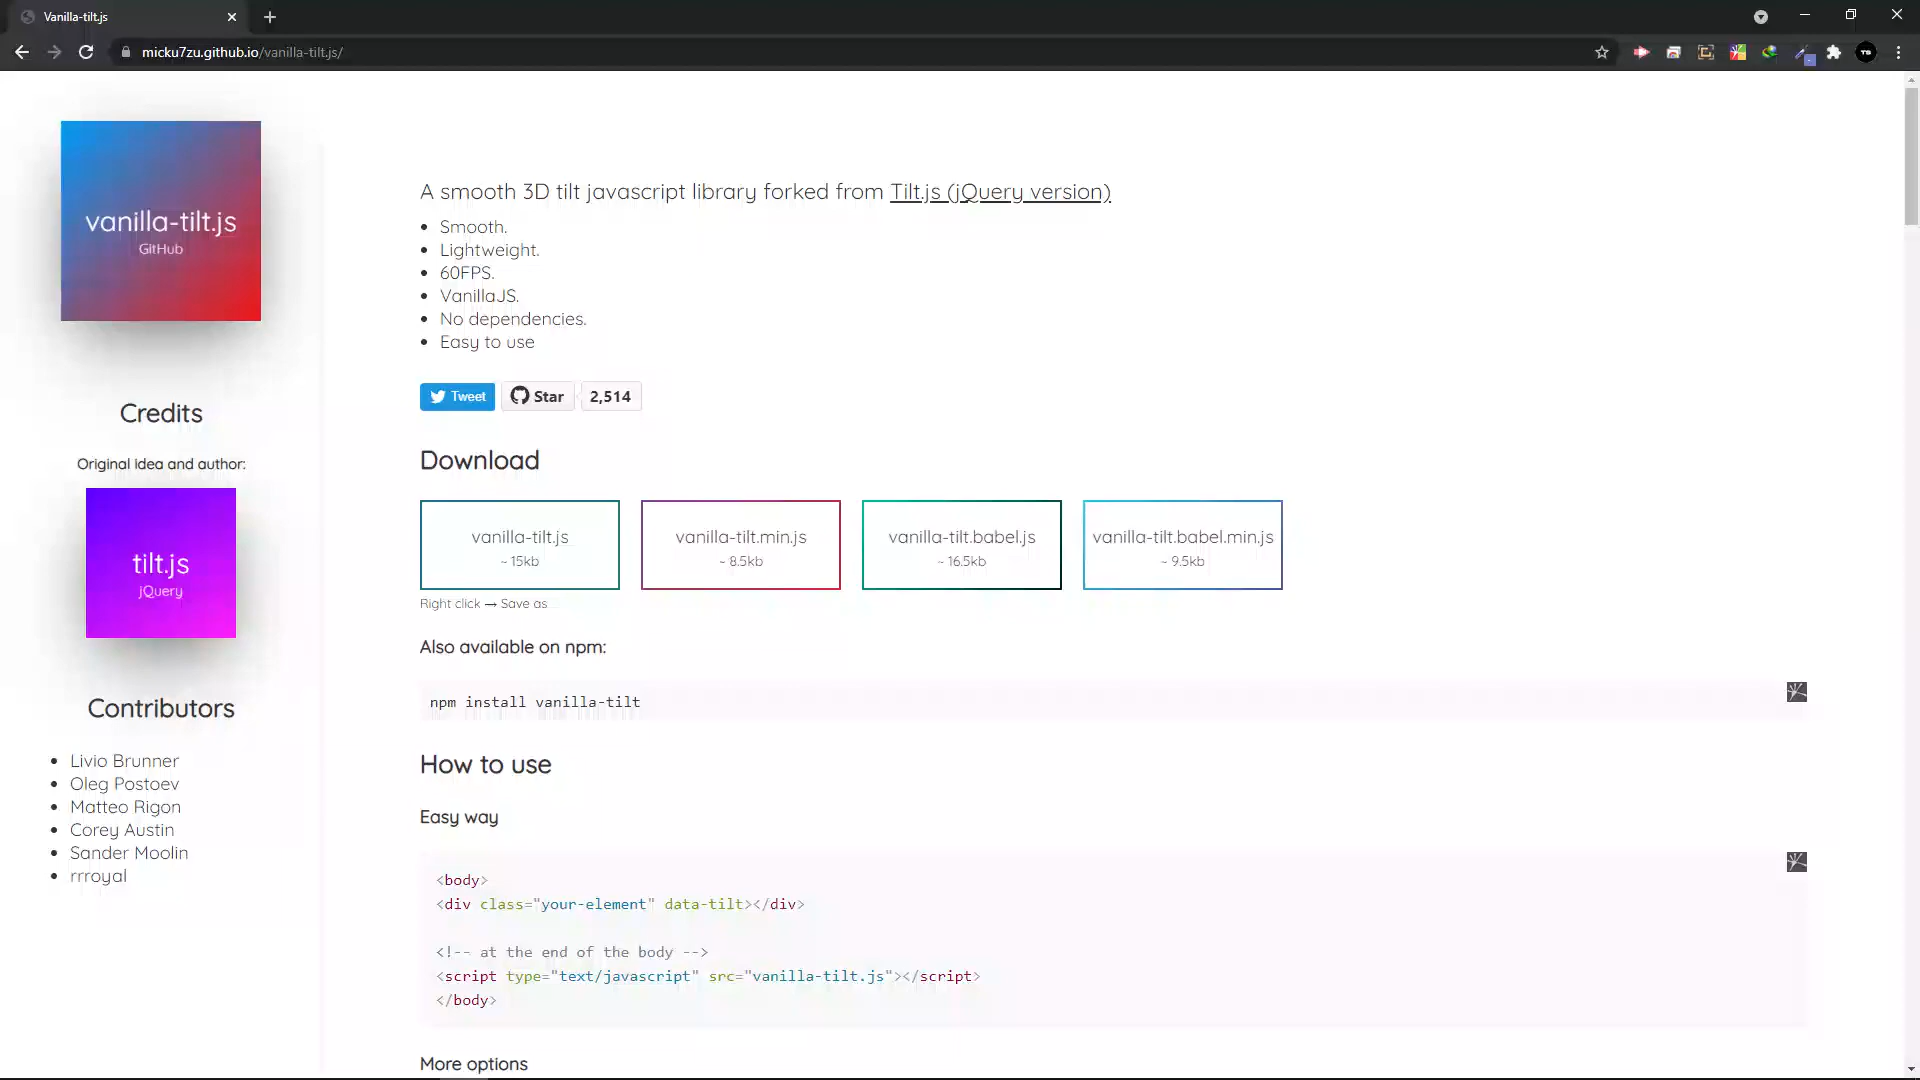 Vanilla-tilt.js
micku7zu.github.io/vanilla-tilt.js/
vanilla-tilt.js
GitHub
Credits
Original idea and author:
tilt.js
jQuery
Contributors
Livio Brunner
Oleg Postoev
Matteo Rigon
Corey Austin
Sander Moolin
rrroyal
A smooth 3D tilt javascript library forked from Tilt.js (jQuery version)
Smooth.
Lightweight.
60FPS.
VanillaJS.
No dependencies.
Easy to use
Tweet
Star
2,514
Download
vanilla-tilt.js
~ 15kb
vanilla-tilt.min.js
~ 8.5kb
vanilla-tilt.babel.js
~ 16.5kb
vanilla-tilt.babel.min.js
~ 9.5kb
Right click → Save as
Also available on npm:
npm install vanilla-tilt
How to use
Easy way
<body>
<div class="your-element" data-tilt></div>
<!-- at the end of the body -->
<script type="text/javascript" src="vanilla-tilt.js"></script>
</body>
More options